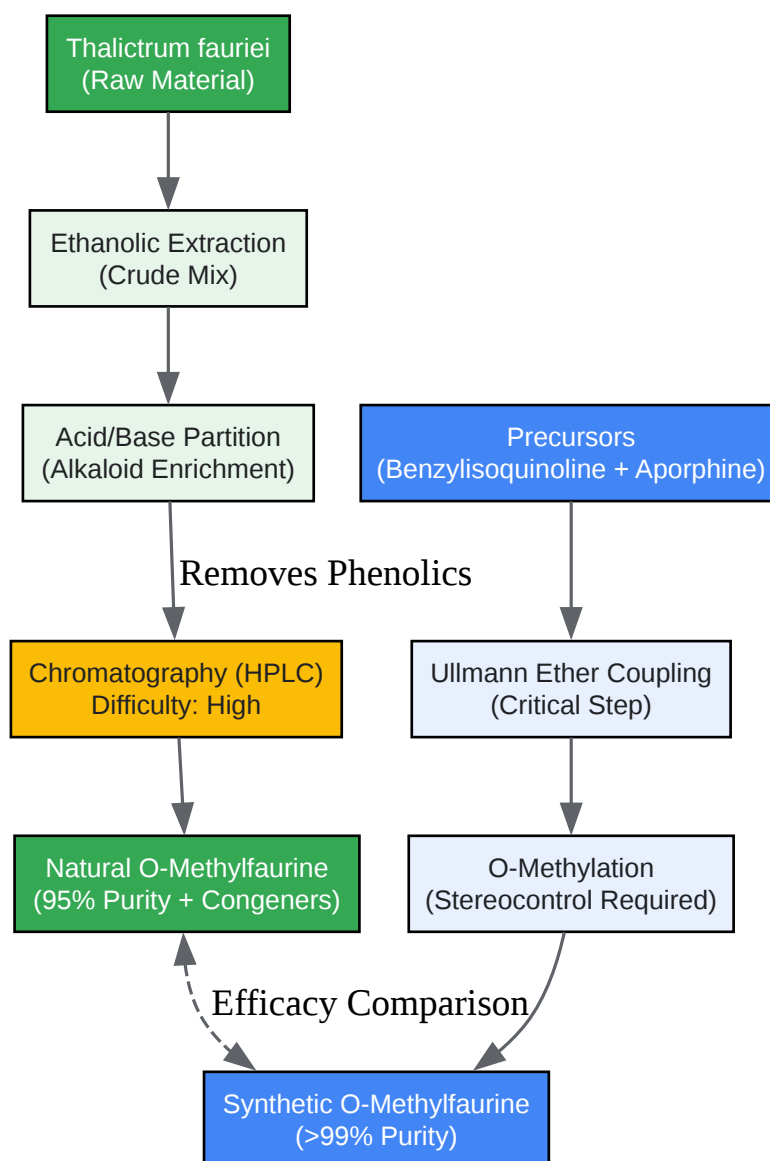 Thalictrum fauriei
(Raw Material)
Ethanolic Extraction
(Crude Mix)
Acid/Base Partition
(Alkaloid Enrichment)
Precursors
(Benzylisoquinoline + Aporphine)
Removes Phenolics
Chromatography (HPLC)
Difficulty: High
Ullmann Ether Coupling
(Critical Step)
Natural O-Methylfaurine
(95% Purity + Congeners)
O-Methylation
(Stereocontrol Required)
Efficacy Comparison
Synthetic O-Methylfaurine
(>99% Purity)